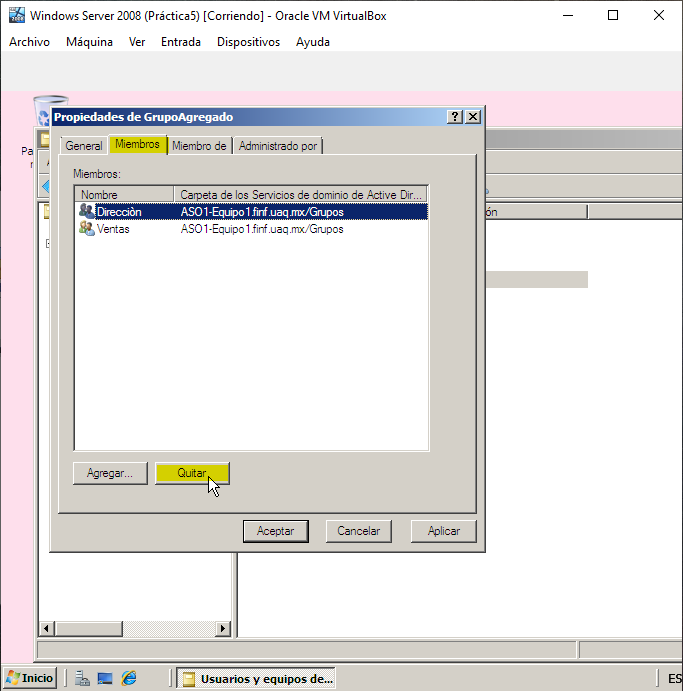 Windows Server 2008 (Práctica5) [Corriendo] - Oracle VM VirtualBox
Archivo Máquina Ver Entrada Dispositivos Ayuda
Propiedades de GrupoAgregado
General Miembros Miembro de Administrado por
Miembros:
Nombre Carpeta de los Servicios de dominio de Active Dir...
Direcciòn ASO1-Equipo1.finf.uaq.mx/Grupos
Ventas ASO1-Equipo1.finf.uaq.mx/Grupos
ón
Agregar... Quitar
Aceptar Cancelar Aplicar
Inicio Usuarios y equipos de... ES